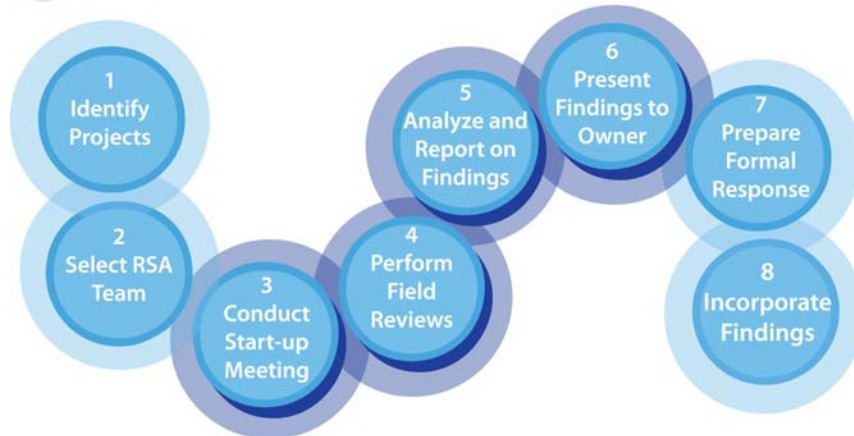 1
Identify
Projects
2
Select RSA
Team
3
Conduct
Start-up
Meeting
4
Perform
Field
Reviews
5
Analyze and
Report on
Findings
6
Present
Findings to
Owner
7
Prepare
Formal
Response
8
Incorporate
Findings